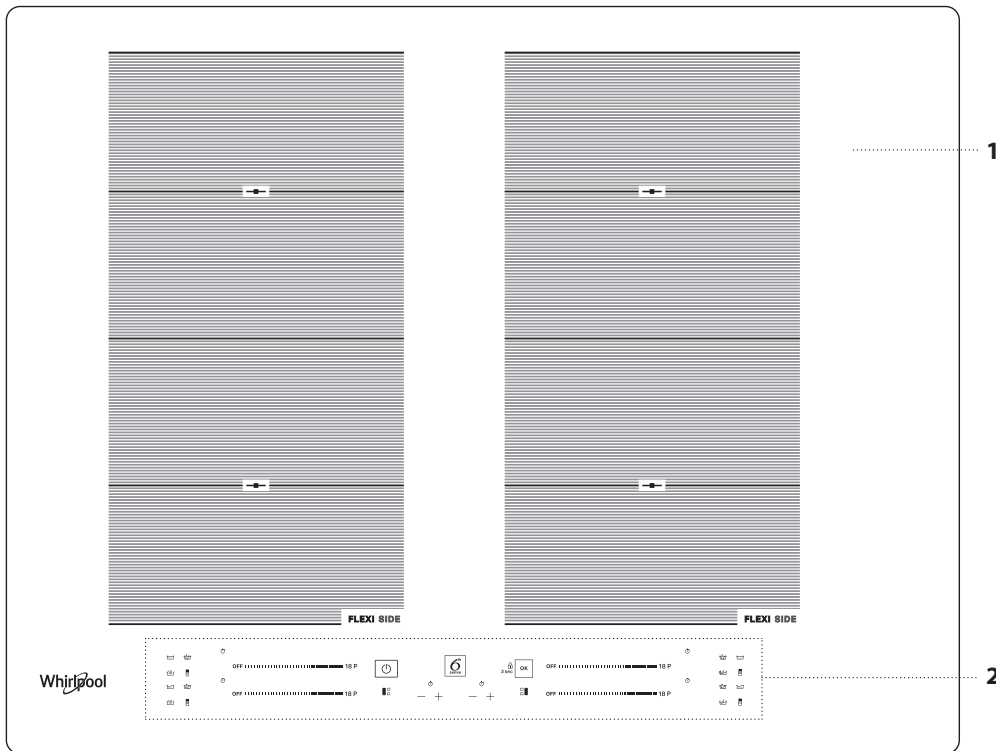 1
FLEXI SIDE
FLEXI SIDE
Whirlpool
OFF 18 P
OFF 18 P
6
SENSE
3 sec
OK
OFF 18 P
OFF 18 P
2